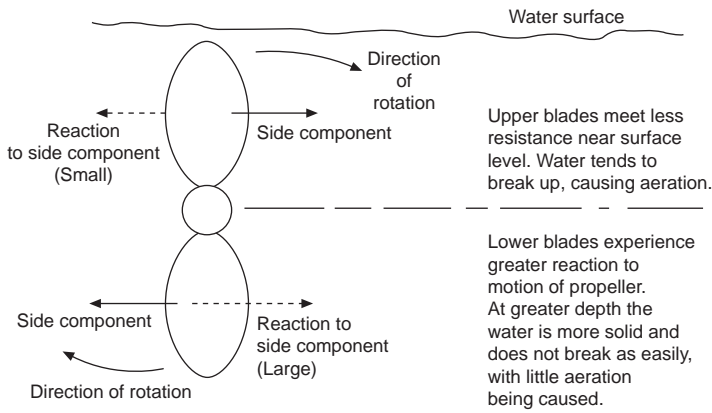 Water surface
Direction
of
rotation
Reaction
to side component
(Small)
Side component
Upper blades meet less
resistance near surface
level. Water tends to
break up, causing aeration.
Lower blades experience
greater reaction to
motion of propeller.
At greater depth the
water is more solid and
does not break as easily,
with little aeration
being caused.
Side component
Reaction to
side component
(Large)
Direction of rotation